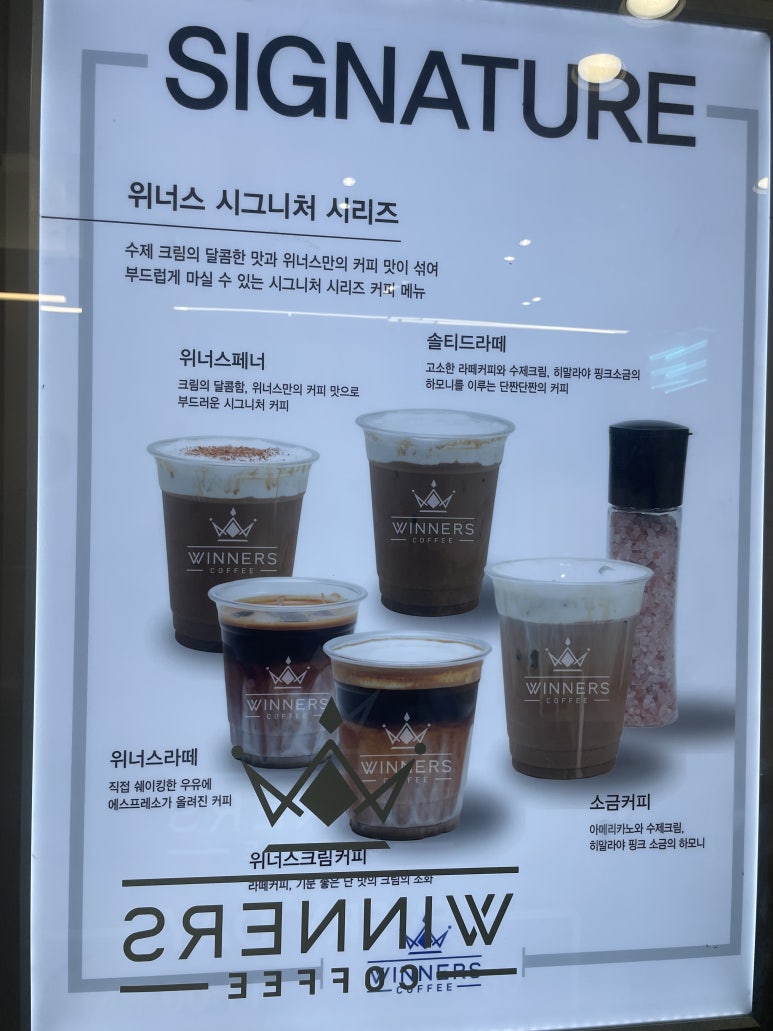 SIGNATURE
위너스 시그니처 시리즈
수제 크림의 달콤한 맛과 위너스만의 커피 맛이 섞여
부드럽게 마실 수 있는 시그니처 시리즈 커피 메뉴
솔티드라떼
고소한 라떼커피와 수제크림, 히말라야 핑크소금의
하모니를 이루는 단짠단짠의 커피
위너스페너
크림의 달콤함, 위너스만의 커피 맛으로
부드러운 시그니처 커피
WINNERS
COFFEE
WINNERS
COFFEE
WINNERS
COFFEE
WINNERS
COFFEE
WINNERS
COFFEE
위너스라떼
직접 쉐이킹한 우유에
에스프레소가 올려진 커피
소금커피
아메리카노와 수제크림,
히말라야 핑크 소금의 하모니
위너스크림커피
라떼커피, 기분 좋은 단 맛의 크림의 조화
WINNERS
COFFEE
WINNERS
COFFEE